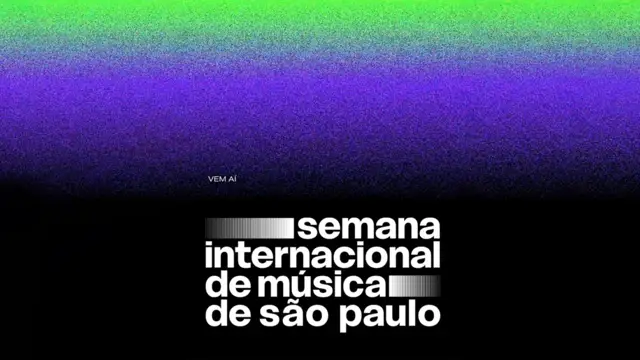 VEM AÍ
semana
internacional
de música
de são paulo